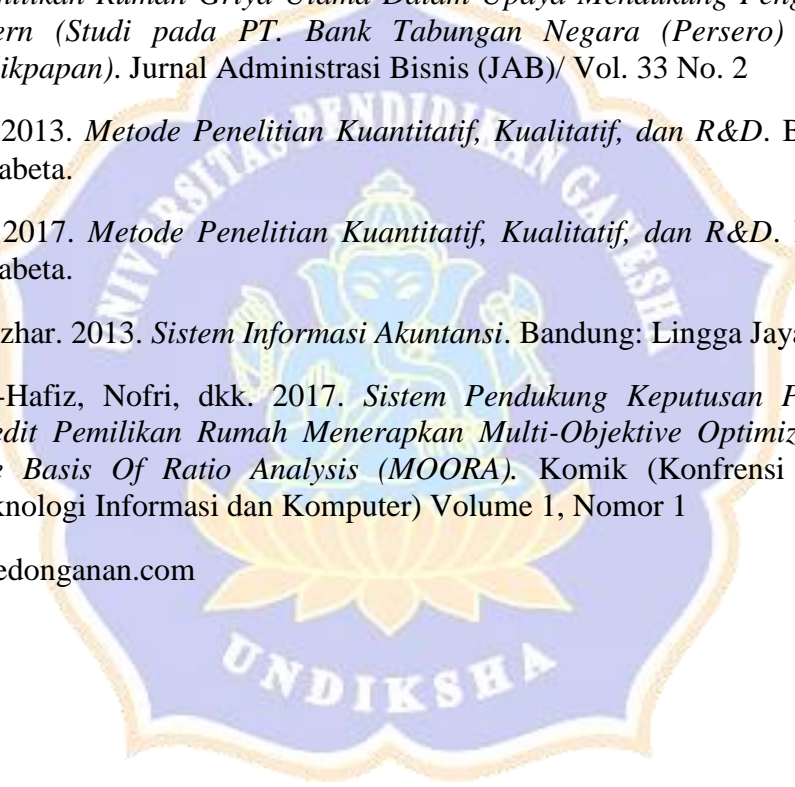 Pemilikan Rumah Griya Utama Dalam Upaya Mendukung
ern (Studi pada PT. Bank Tabungan Negara (Persero)
ikpapan). Jurnal Administrasi Bisnis (JAB)/ Vol. 33 No. 2
2013. Metode Penelitian Kuantitatif, Kualitatif, dan R&D. B
abeta.
2017. Metode Penelitian Kuantitatif, Kualitatif, dan R&D.
abeta.
zhar. 2013. Sistem Informasi Akuntansi. Bandung: Lingga Jaya
-Hafiz, Nofri, dkk. 2017. Sistem Pendukung Keputusan P
edit Pemilikan Rumah Menerapkan Multi-Objektive Optimiz
e Basis Of Ratio Analysis (MOORA). Komik (Konfrensi
knologi Informasi dan Komputer) Volume 1, Nomor 1
edonganan.com
UNIVERSITAS PENDIDIKAN GANESHA
UNDIKSHA